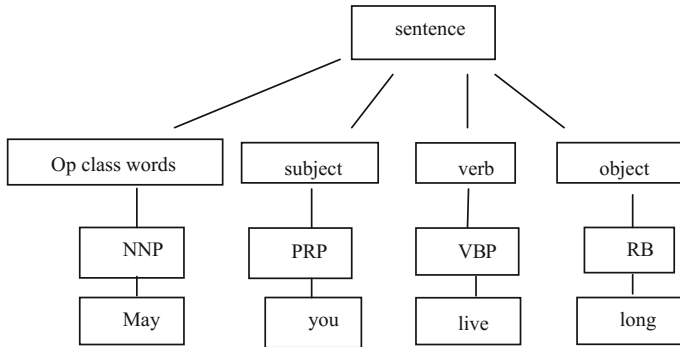 sentence
Op class words
subject
verb
object
NNP
PRP
VBP
RB
May
you
live
long